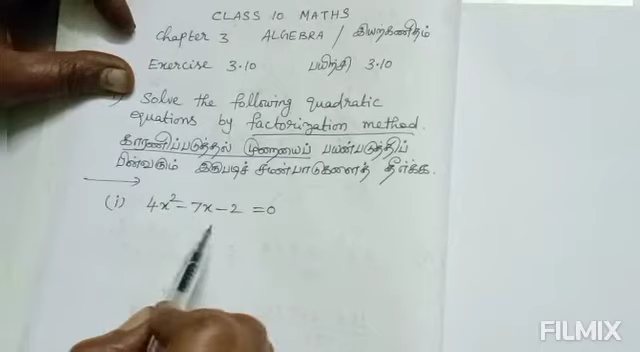 CLASS 10 MATHS
Chapter 3 ALGEBRA / இயற்கணிதம்
Exercise 3.10 பயிற்சி 3.10
1) Solve the following quadratic
equations by factorization method.
காரணிப்படுத்தல் முறையைப் பயன்படுத்திப்
பின்வரும் இருபடிச் சமன்பாடுகளைத் தீர்க்க.
(i) 4x² - 7x - 2 = 0
FILMIX